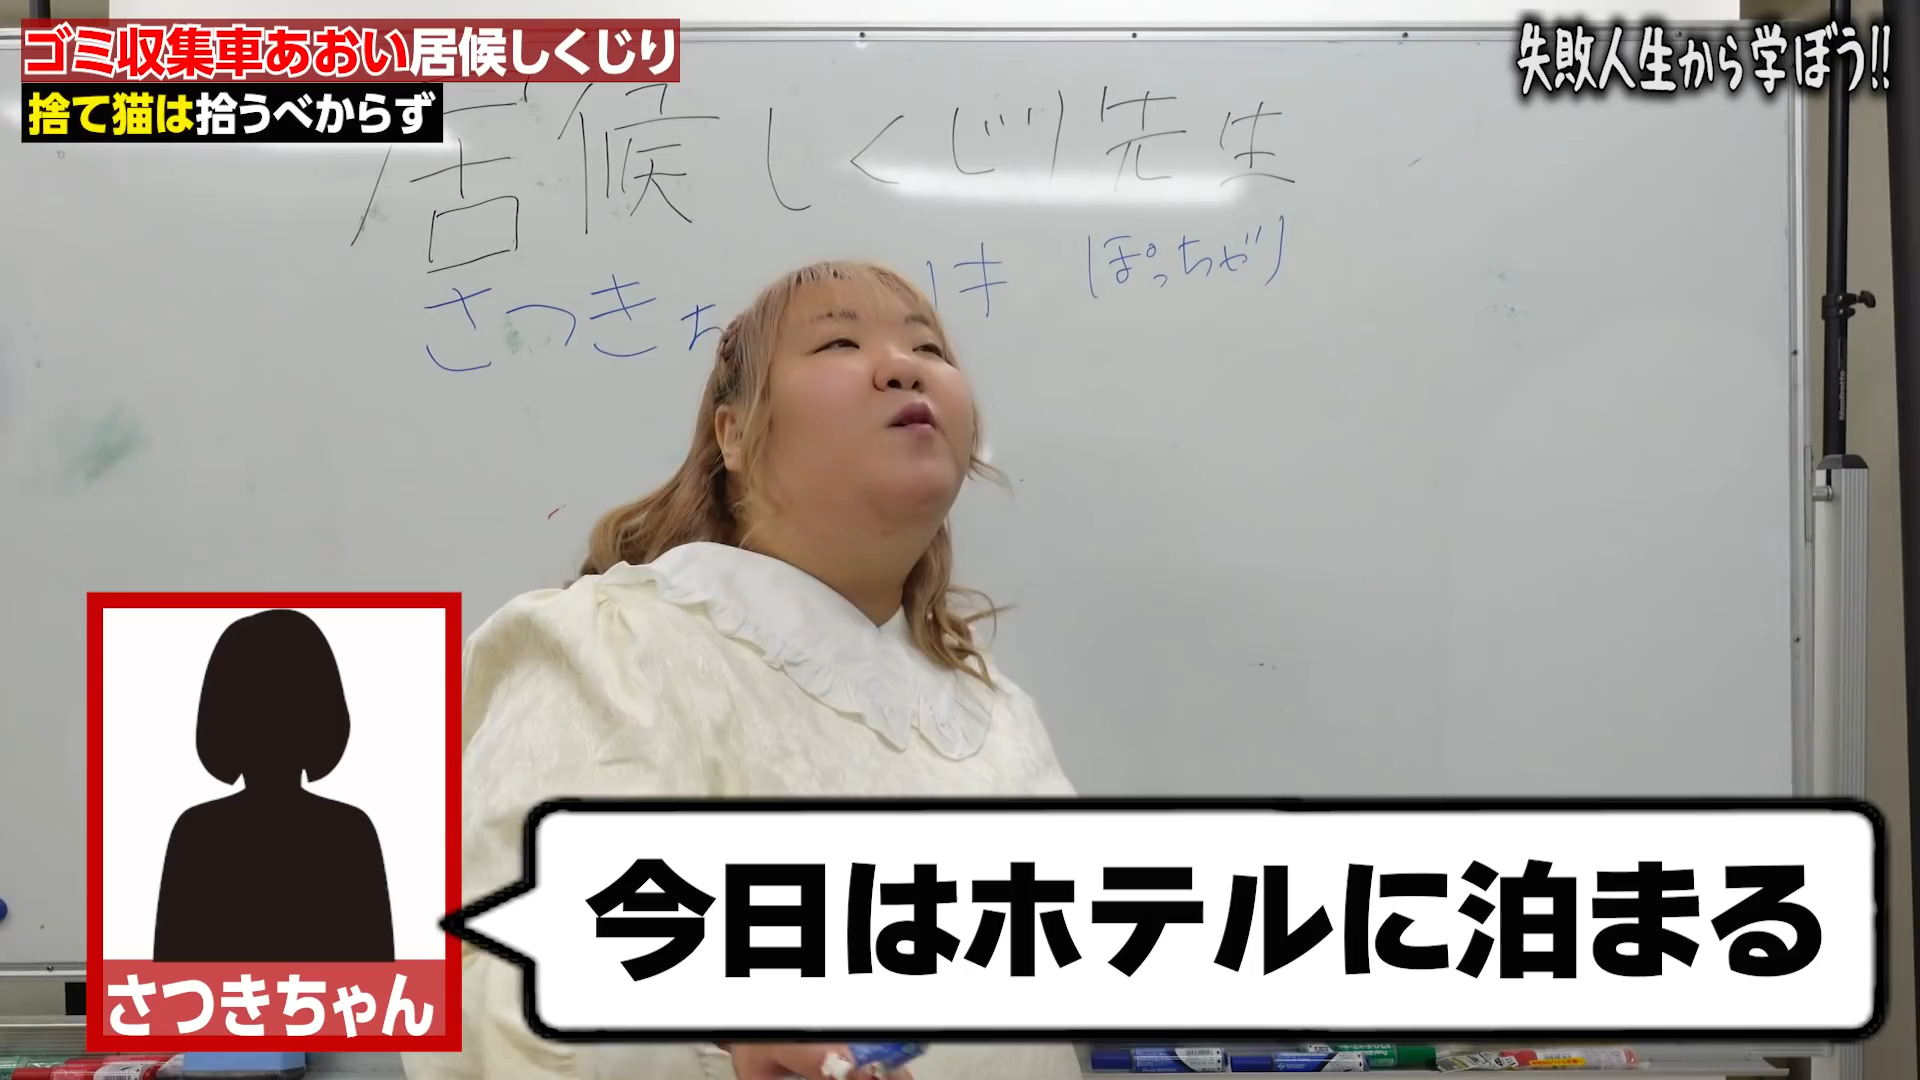 ゴミ収集車あおい居候しくじり
捨て猫は拾うべからず
失敗人生から学ぼう!!
居候しくじり先生
さつきち
ぽっちゃり
さつきちゃん
今日はホテルに泊まる